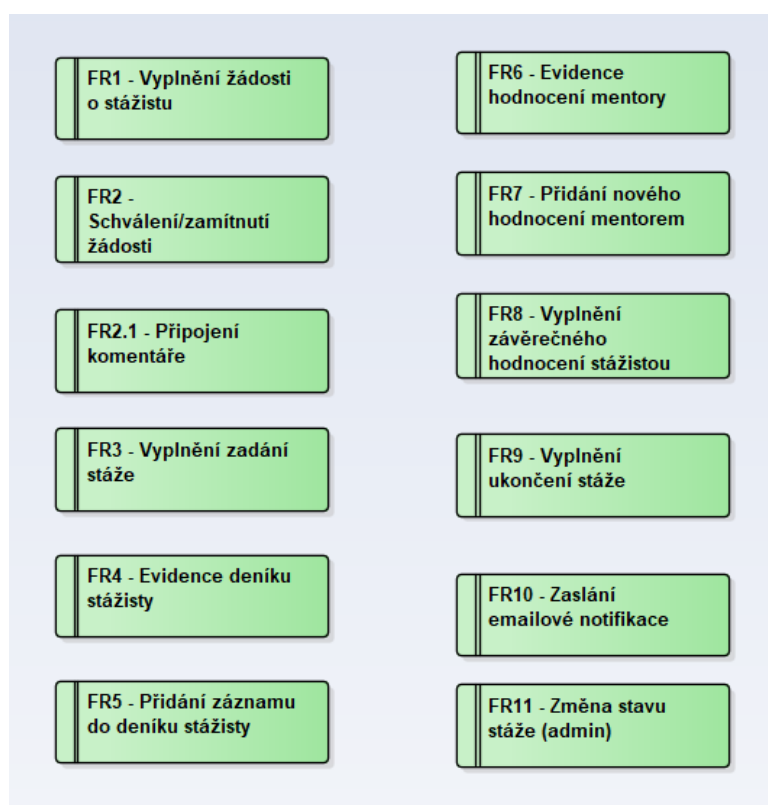 FR1 - Vyplnění žádosti
o stážistu
FR2 -
Schválení/zamítnutí
žádosti
FR2.1 - Připojení
komentáře
FR3 - Vyplnění zadání
stáže
FR4 - Evidence deníku
stážisty
FR5 - Přidání záznamu
do deníku stážisty
FR6 - Evidence
hodnocení mentory
FR7 - Přidání nového
hodnocení mentorem
FR8 - Vyplnění
závěrečného
hodnocení stážistou
FR9 - Vyplnění
ukončení stáže
FR10 - Zaslání
emailové notifikace
FR11 - Změna stavu
stáže (admin)